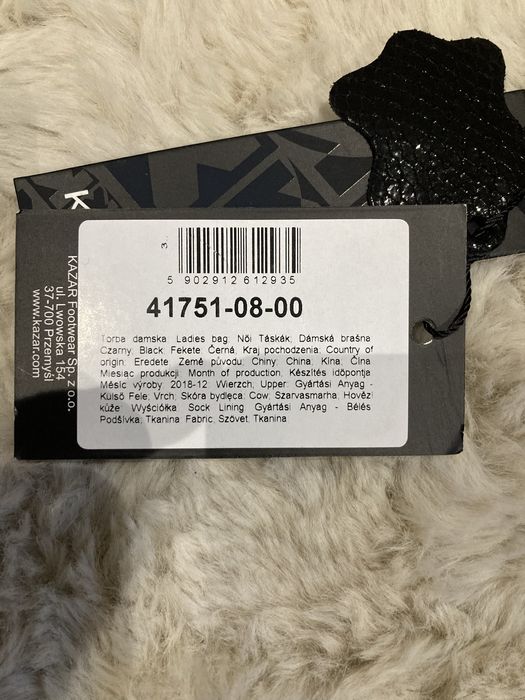 K
KAZAR Footwear Sp. z o.o.
ul. Lwowska 154
37-700 Przemyśl
www.kazar.com
3.
5 902912 612935
41751-08-00
Torba damska Ladies bag Női Táskák; Dámská brašna
Czarny; Black; Fekete; Černá; Kraj pochodzenia; Country of
origin; Eredete Země původu; Chiny; China; Kína; Čína
Miesiac produkcji Month of production; Készités időpontja
Měsíc výroby: 2018-12 Wierzch; Upper; Gyártási Anyag -
Külső Fele; Vrch; Skóra bydlęca; Cow; Szarvasmarha; Hovězí
kůže; Wyściółka Sock Lining Gyártási Anyag - Bélés
Podšívka; Tkanina Fabric; Szövet; Tkanina